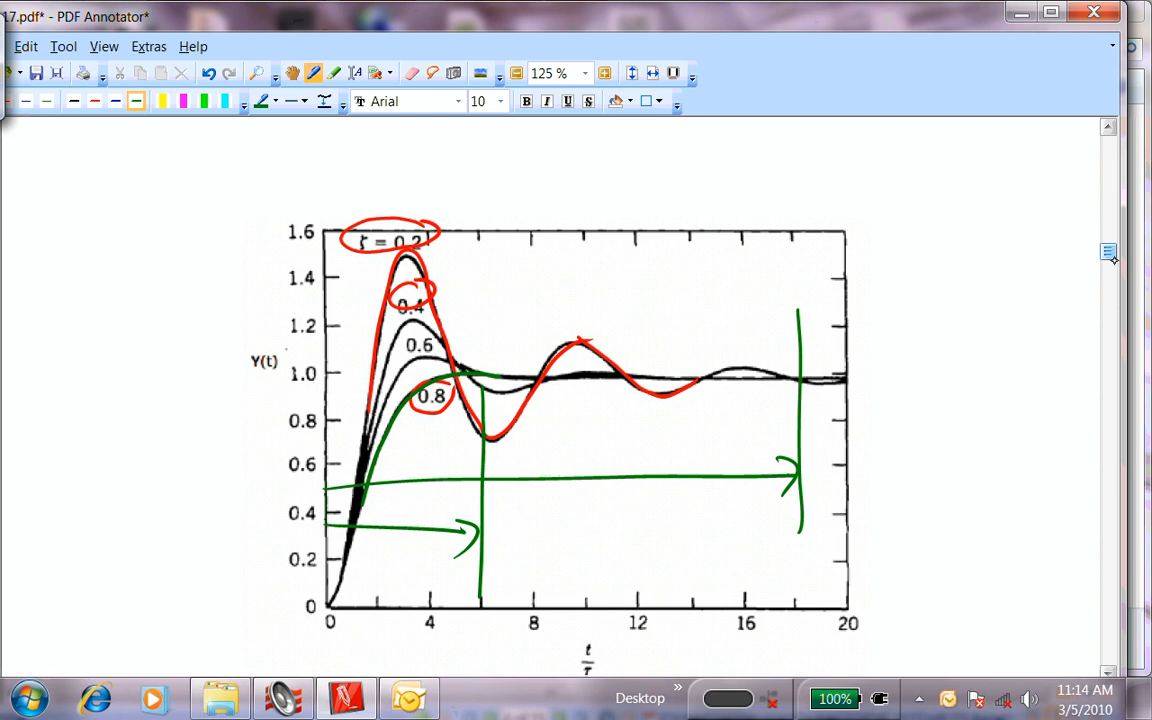 17.pdf* - PDF Annotator*
Edit Tool View Extras Help
125 %
Arial 10 B I U S
1.6
ζ = 0.2
1.4
0.4
1.2
0.6
Y(t)
1.0
0.8
0.8
0.6
0.4
0.2
0
0 4 8 12 16 20
t
τ
Desktop » 100% 11:14 AM
3/5/2010